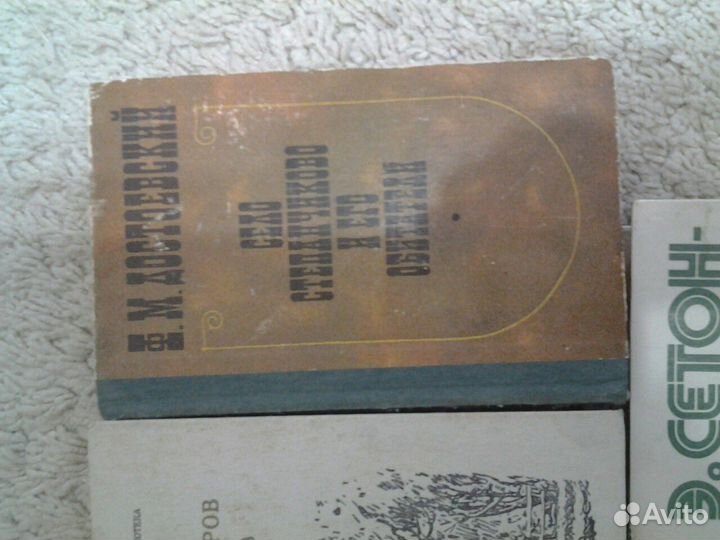 Ф. М. ДОСТОЕВСКИЙ
СЕЛО
СТЕПАНЧИКОВО
И ЕГО
ОБИТАТЕЛИ
Э. СЕТОН-
Avito